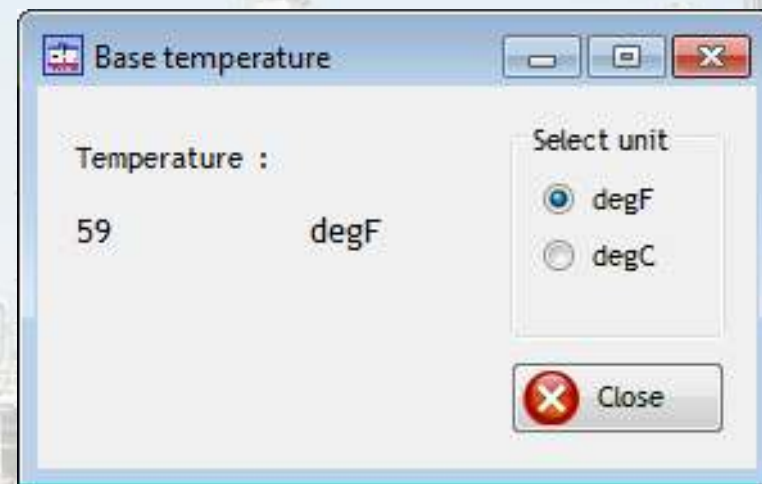 Base temperature
Temperature :
59 degF
Select unit
degF
degC
Close